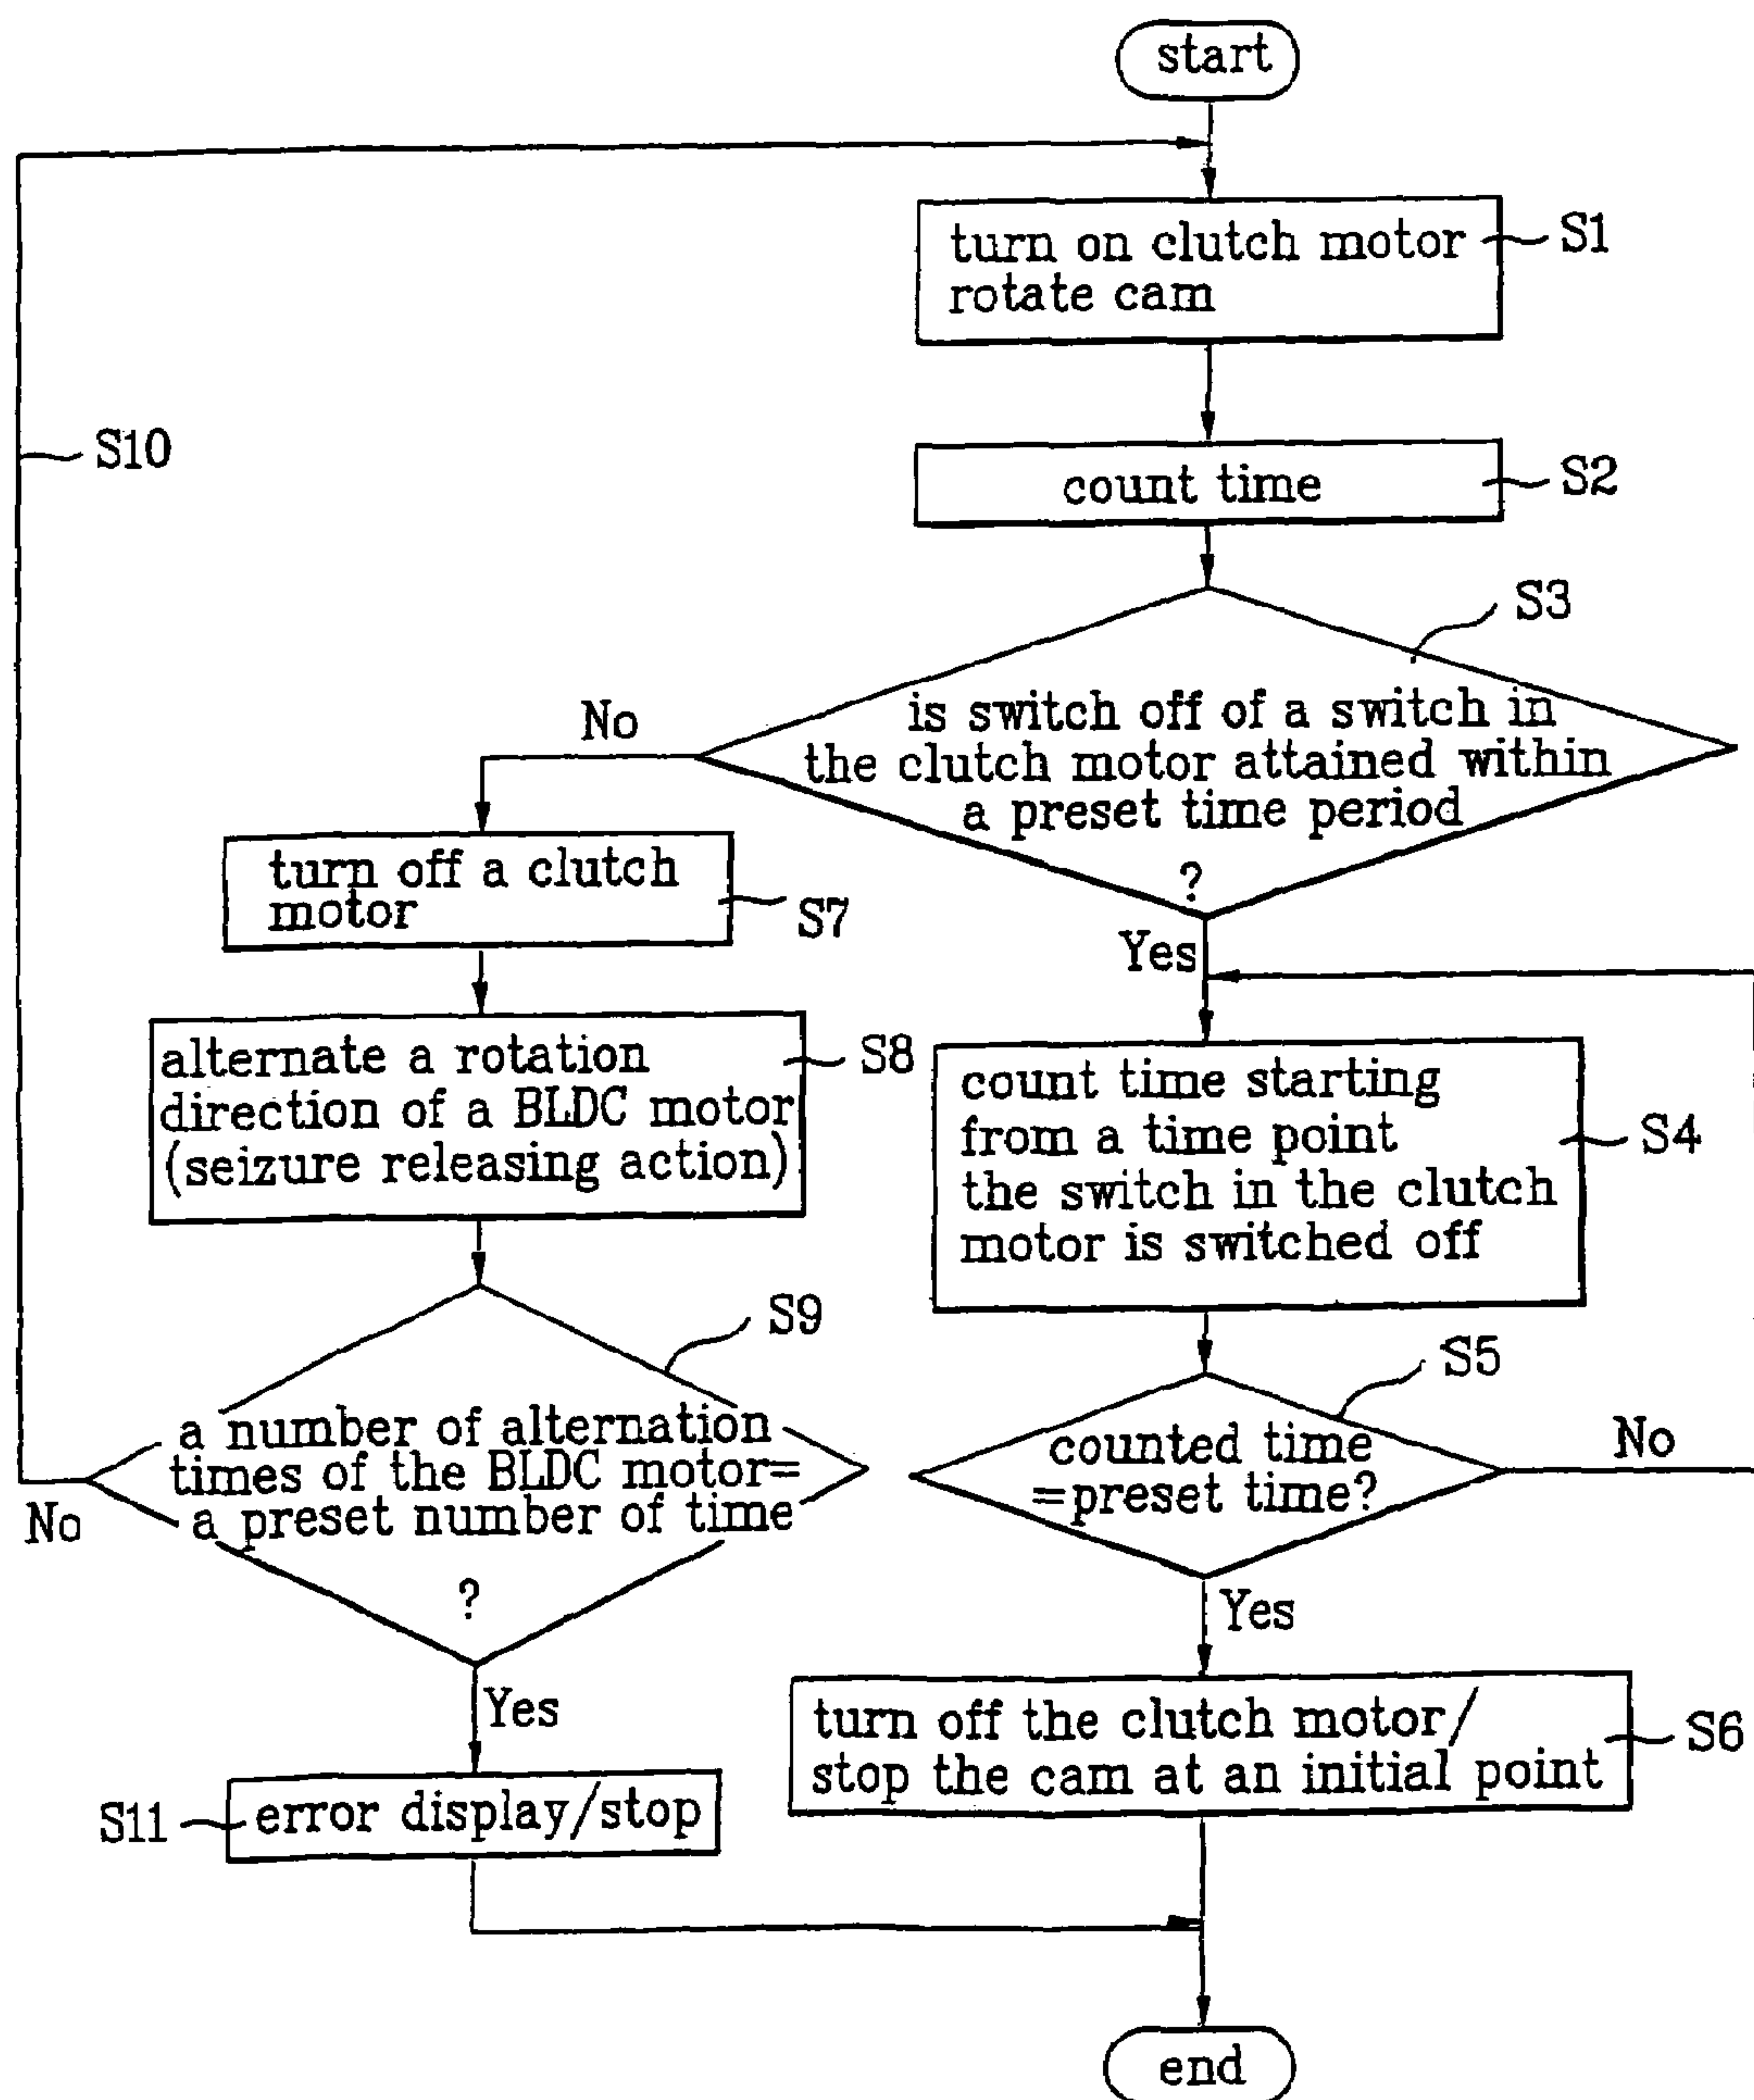 start
turn on clutch motor
rotate cam
S1
S10
count time
S2
S3
is switch off of a switch in
the clutch motor attained within
a preset time period
?
No
Yes
turn off a clutch
motor
S7
alternate a rotation
direction of a BLDC motor
(seizure releasing action)
S8
count time starting
from a time point
the switch in the clutch
motor is switched off
S4
S9
a number of alternation
times of the BLDC motor=
a preset number of time
?
No
Yes
S5
counted time
=preset time?
No
Yes
turn off the clutch motor/
stop the cam at an initial point
S6
S11
error display/stop
end